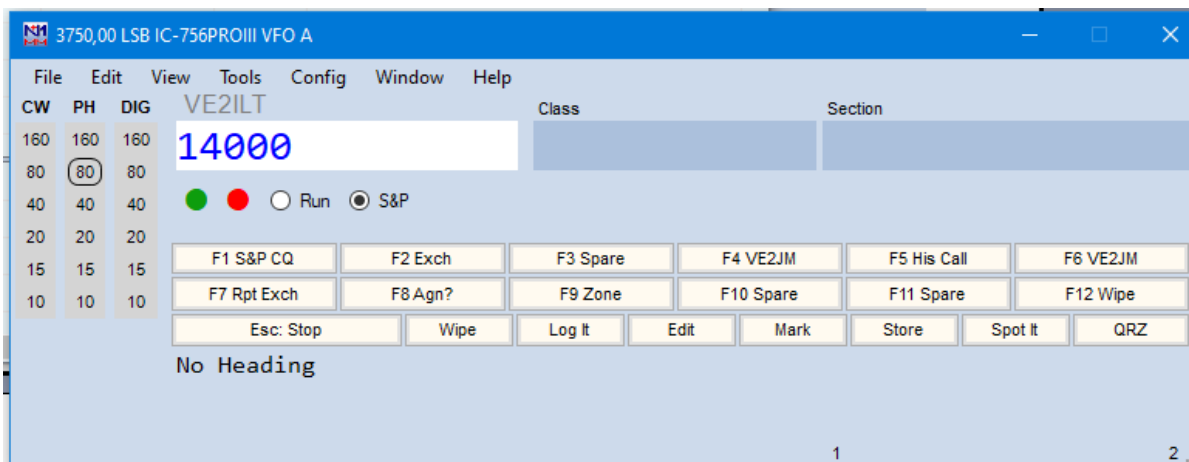 3750,00 LSB IC-756PROIII VFO A
File Edit View Tools Config Window Help
CW PH DIG VE2ILT Class Section
160 160 160 14000
80 80 80
40 40 40 Run S&P
20 20 20
F1 S&P CQ F2 Exch F3 Spare F4 VE2JM F5 His Call F6 VE2JM
15 15 15
F7 Rpt Exch F8 Agn? F9 Zone F10 Spare F11 Spare F12 Wipe
10 10 10
Esc: Stop Wipe Log It Edit Mark Store Spot It QRZ
No Heading
1 2